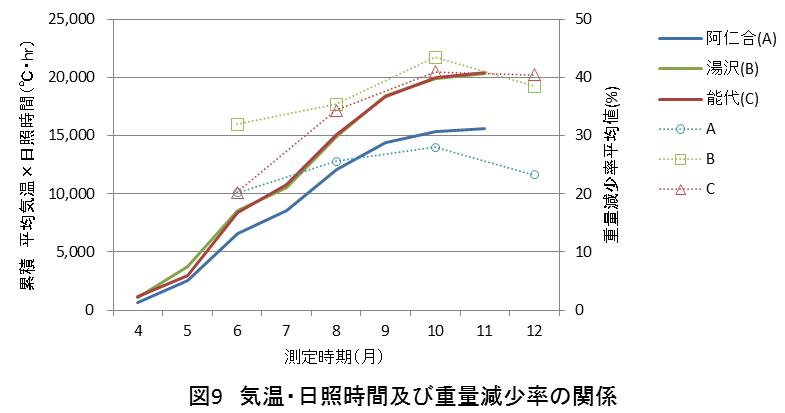 25,000
20,000
15,000
10,000
5,000
0
累積 平均気温×日照時間(℃・hr)
50
40
30
20
10
0
重量減少率平均値(%)
4 5 6 7 8 9 10 11 12
測定時期(月)
阿仁合(A)
湯沢(B)
能代(C)
A
B
C
図9 気温・日照時間及び重量減少率の関係